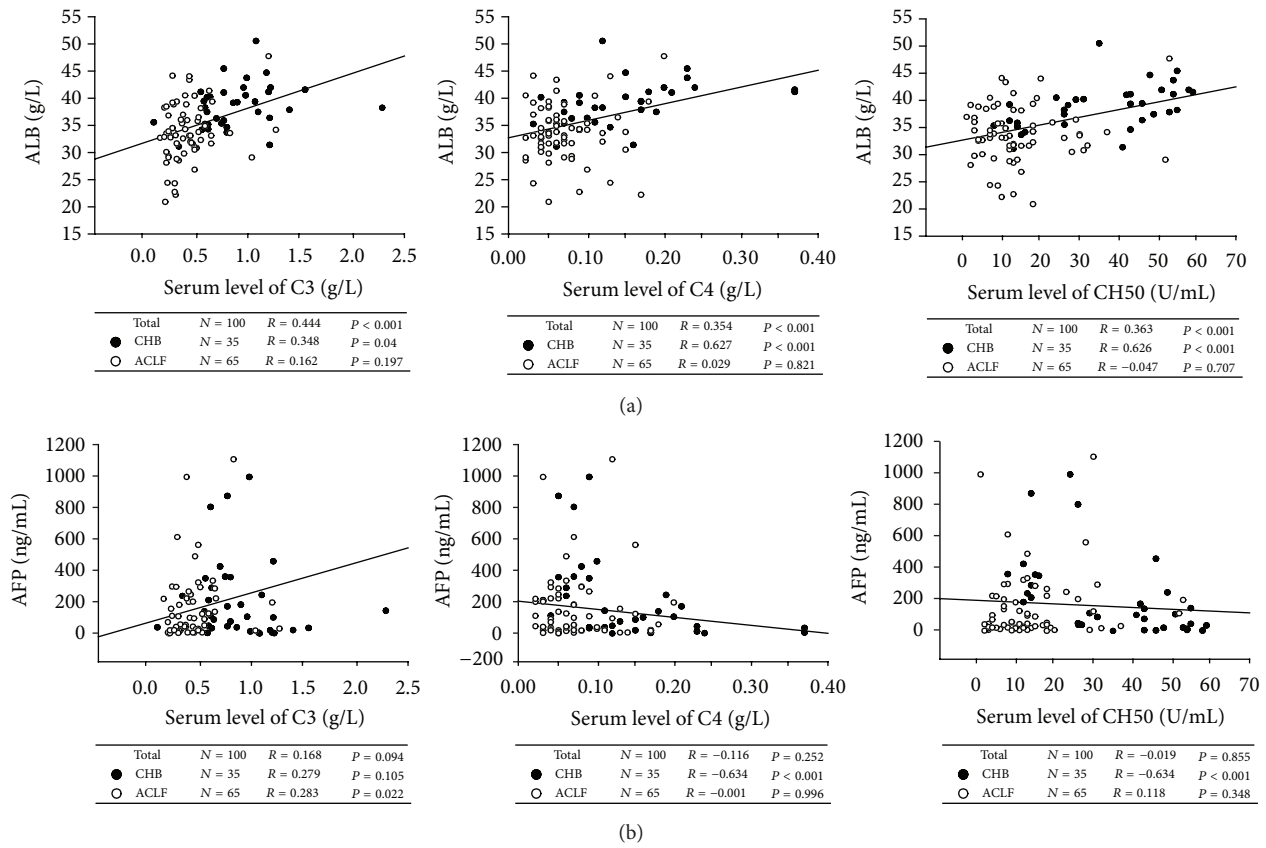 55
50
45
40
35
30
25
20
15
ALB (g/L)
0.0 0.5 1.0 1.5 2.0 2.5
Serum level of C3 (g/L)
Total N = 100 R = 0.444 P < 0.001
CHB N = 35 R = 0.348 P = 0.04
ACLF N = 65 R = 0.162 P = 0.197
55
50
45
40
35
30
25
20
15
ALB (g/L)
0.00 0.10 0.20 0.30 0.40
Serum level of C4 (g/L)
Total N = 100 R = 0.354 P < 0.001
CHB N = 35 R = 0.627 P < 0.001
ACLF N = 65 R = 0.029 P = 0.821
55
50
45
40
35
30
25
20
15
ALB (g/L)
0 10 20 30 40 50 60 70
Serum level of CH50 (U/mL)
Total N = 100 R = 0.363 P < 0.001
CHB N = 35 R = 0.626 P < 0.001
ACLF N = 65 R = −0.047 P = 0.707
(a)
1200
1000
800
600
400
200
0
AFP (ng/mL)
0.0 0.5 1.0 1.5 2.0 2.5
Serum level of C3 (g/L)
Total N = 100 R = 0.168 P = 0.094
CHB N = 35 R = 0.279 P = 0.105
ACLF N = 65 R = 0.283 P = 0.022
1200
1000
800
600
400
200
0
−200
AFP (ng/mL)
0.00 0.10 0.20 0.30 0.40
Serum level of C4 (g/L)
Total N = 100 R = −0.116 P = 0.252
CHB N = 35 R = −0.634 P < 0.001
ACLF N = 65 R = −0.001 P = 0.996
1200
1000
800
600
400
200
0
AFP (ng/mL)
0 10 20 30 40 50 60 70
Serum level of CH50 (U/mL)
Total N = 100 R = −0.019 P = 0.855
CHB N = 35 R = −0.634 P < 0.001
ACLF N = 65 R = 0.118 P = 0.348
(b)